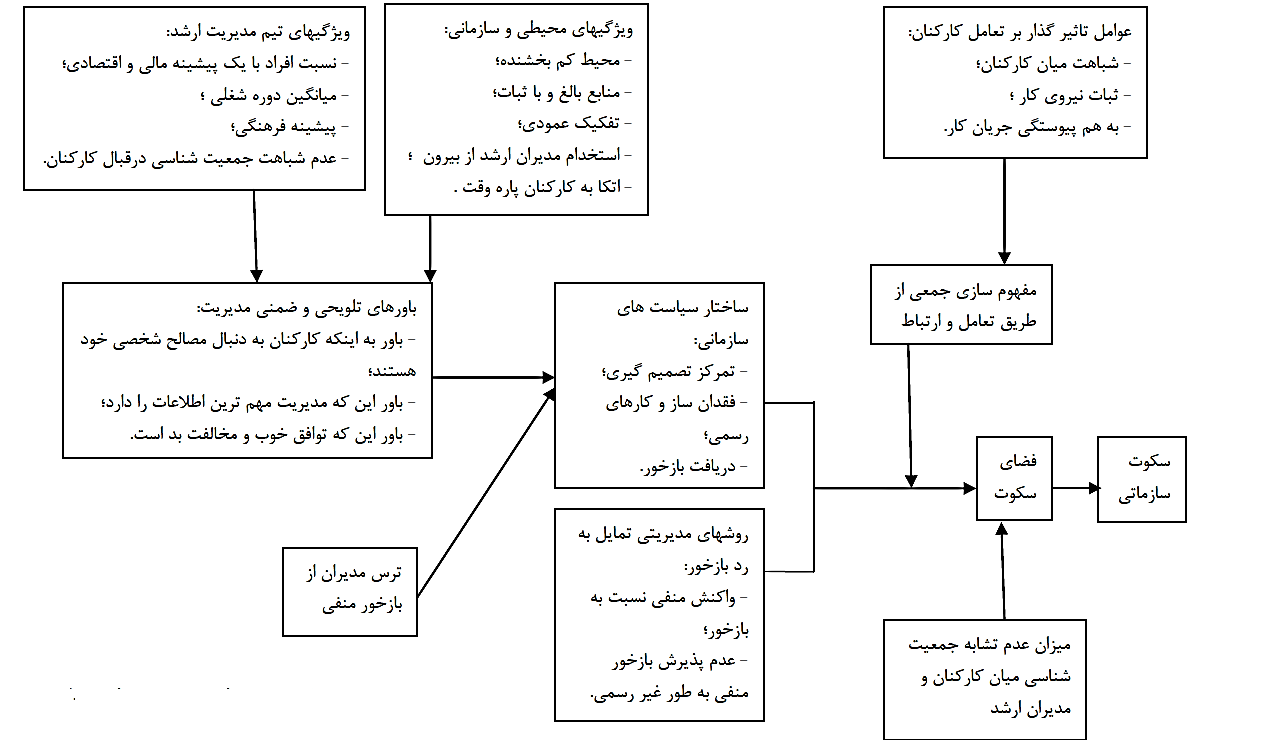 عوامل تاثیر گذار بر تعامل کارکنان:
- شباهت میان کارکنان؛
- ثبات نیروی کار ؛
- به هم پیوستگی جریان کار.
ویژگیهای محیطی و سازمانی:
- محیط کم بخشنده؛
- منابع بالغ و با ثبات؛
- تفکیک عمودی؛
- استخدام مدیران ارشد از بیرون ؛
- اتکا به کارکنان پاره وقت .
ویژگیهای تیم مدیریت ارشد:
- نسبت افراد با یک پیشینه مالی و اقتصادی؛
- میانگین دوره شغلی ؛
- پیشینه فرهنگی؛
- عدم شباهت جمعیت شناسی درقبال کارکنان.
مفهوم سازی جمعی از
طریق تعامل و ارتباط
ساختار سیاست های
سازمانی:
- تمرکز تصمیم گیری؛
- فقدان ساز و کارهای
رسمی؛
- دریافت بازخور.
باورهای تلویحی و ضمنی مدیریت:
- باور به اینکه کارکنان به دنبال مصالح شخصی خود
هستند؛
- باور این که مدیریت مهم ترین اطلاعات را دارد؛
- باور این که توافق خوب و مخالفت بد است.
سکوت
سازماتی
فضای
سکوت
روشهای مدیریتی تمایل به
رد بازخور:
- واکنش منفی نسبت به
بازخور؛
- عدم پذیرش بازخور
منفی به طور غیر رسمی.
ترس مدیران از
بازخور منفی
میزان عدم تشابه جمعیت
شناسی میان کارکنان و
مدیران ارشد